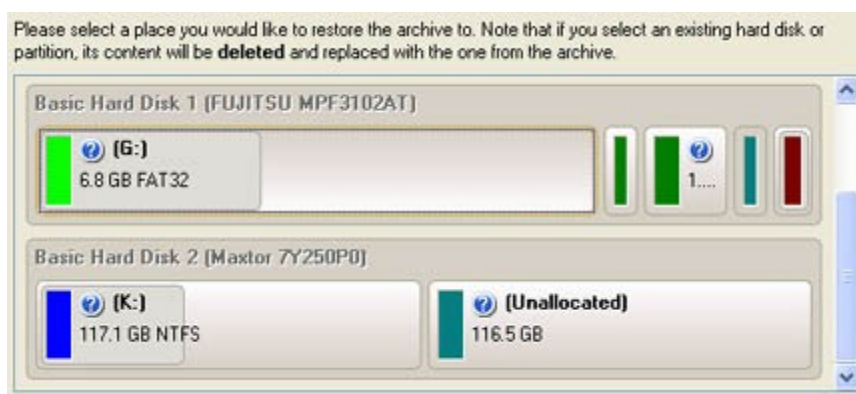 Please select a place you would like to restore the archive to. Note that if you select an existing hard disk or
partition, its content will be deleted and replaced with the one from the archive.
Basic Hard Disk 1 (FUJITSU MPF3102AT)
(G:)
6.8 GB FAT32
1....
Basic Hard Disk 2 (Maxtor 7Y250P0)
(K:)
117.1 GB NTFS
(Unallocated)
116.5 GB